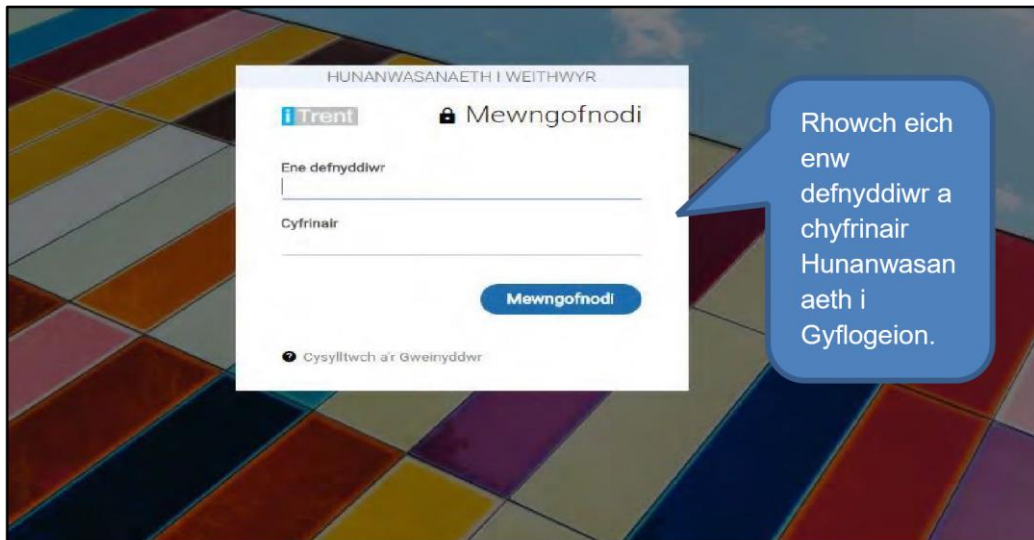 HUNANWASANAETH I WEITHWYR
iTrent
Mewngofnodi
Ene defnyddiwr
Cyfrinair
Mewngofnodi
Cysylltwch a'r Gweinyddwr
Rhowch eich
enw
defnyddiwr a
chyfrinair
Hunanwasan
aeth i
Gyflogeion.